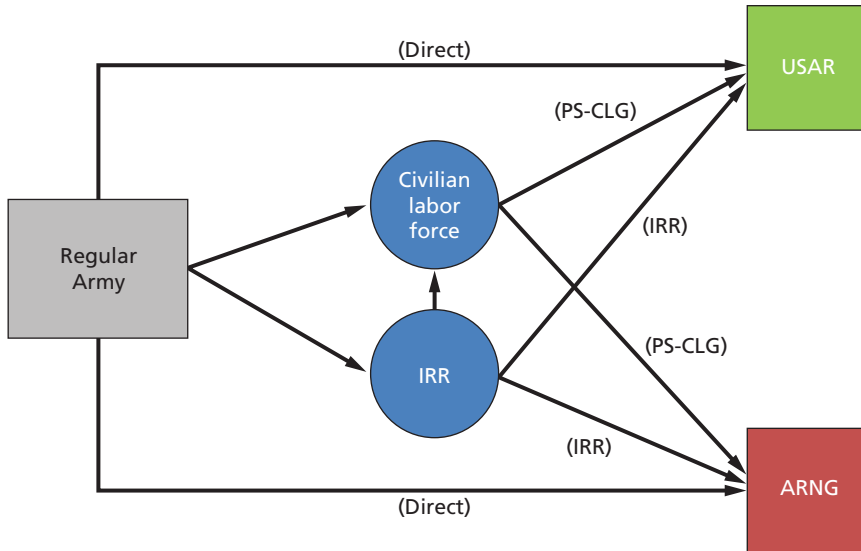 (Direct)
USAR
(PS-CLG)
Civilian
labor
force
(IRR)
Regular
Army
(PS-CLG)
IRR
(IRR)
ARNG
(Direct)